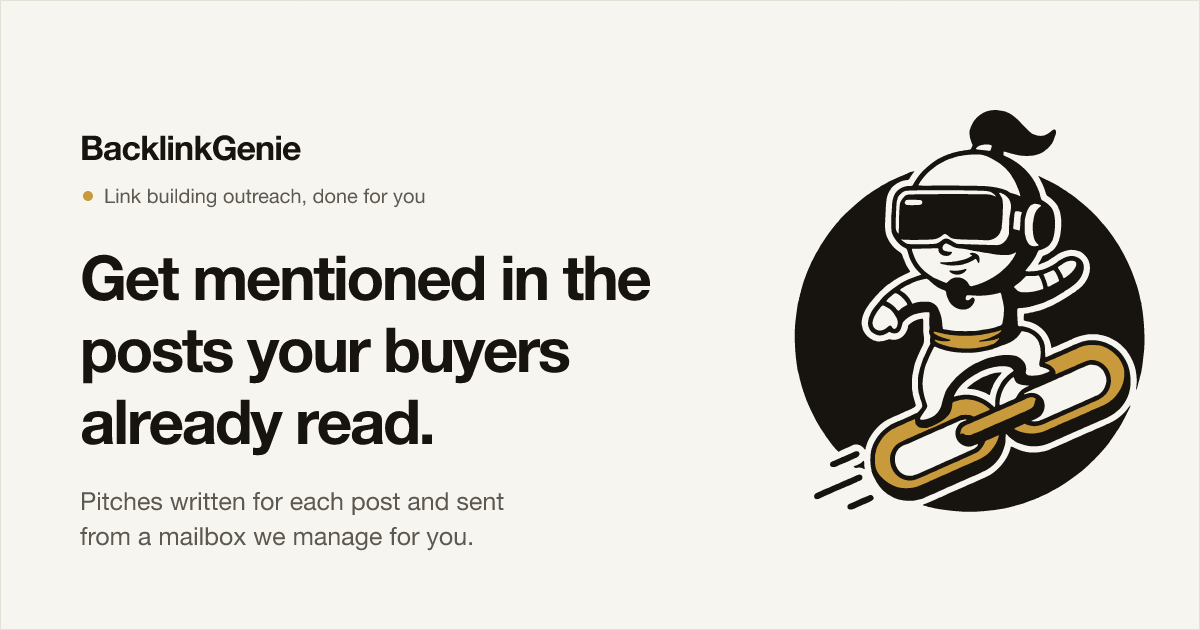 BacklinkGenie
Link building outreach, done for you
Get mentioned in the
posts your buyers
already read.
Pitches written for each post and sent
from a mailbox we manage for you.